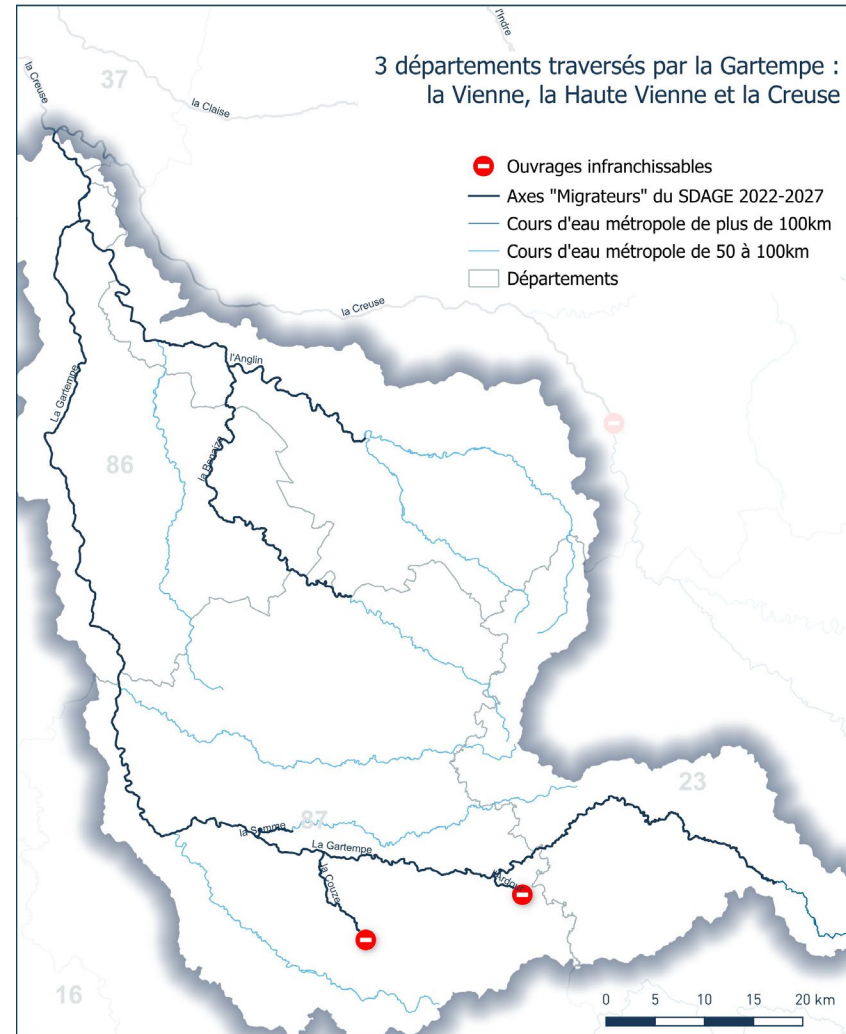 l'Indre
la Creuse
37
la Claise
3 départements traversés par la Gartempe :
la Vienne, la Haute Vienne et la Creuse
Ouvrages infranchissables
Axes "Migrateurs" du SDAGE 2022-2027
Cours d'eau métropole de plus de 100km
Cours d'eau métropole de 50 à 100km
Départements
la Creuse
l'Anglin
La Gartempe
la Benaize
86
23
87
la Semme
La Gartempe
la Couze
l'Ardour
16
0 5 10 15 20 km